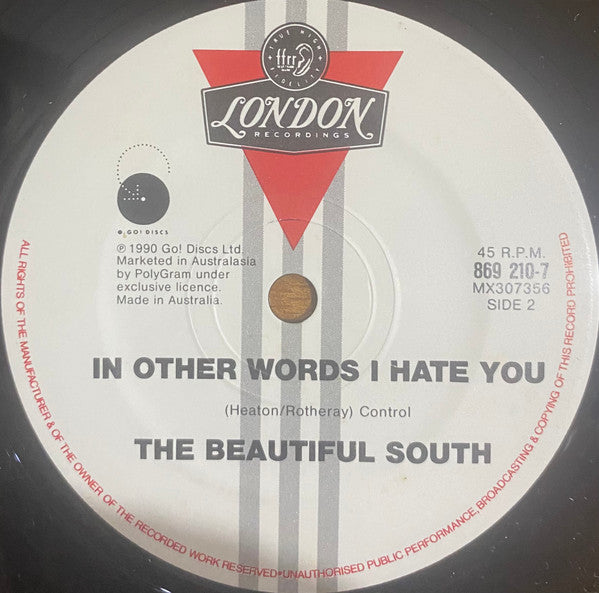 TRUE HIGH
ffrr
FIDELITY
LONDON
RECORDINGS
GO! DISCS
℗ 1990 Go! Discs Ltd.
Marketed in Australasia
by PolyGram under
exclusive licence.
Made in Australia.
45 R.P.M.
869 210-7
MX307356
SIDE 2
IN OTHER WORDS I HATE YOU
(Heaton/Rotheray) Control
THE BEAUTIFUL SOUTH
ALL RIGHTS OF THE MANUFACTURER & OF THE OWNER OF THE RECORDED WORK RESERVED•UNAUTHORISED PUBLIC PERFORMANCE, BROADCASTING & COPYING OF THIS RECORD PROHIBITED